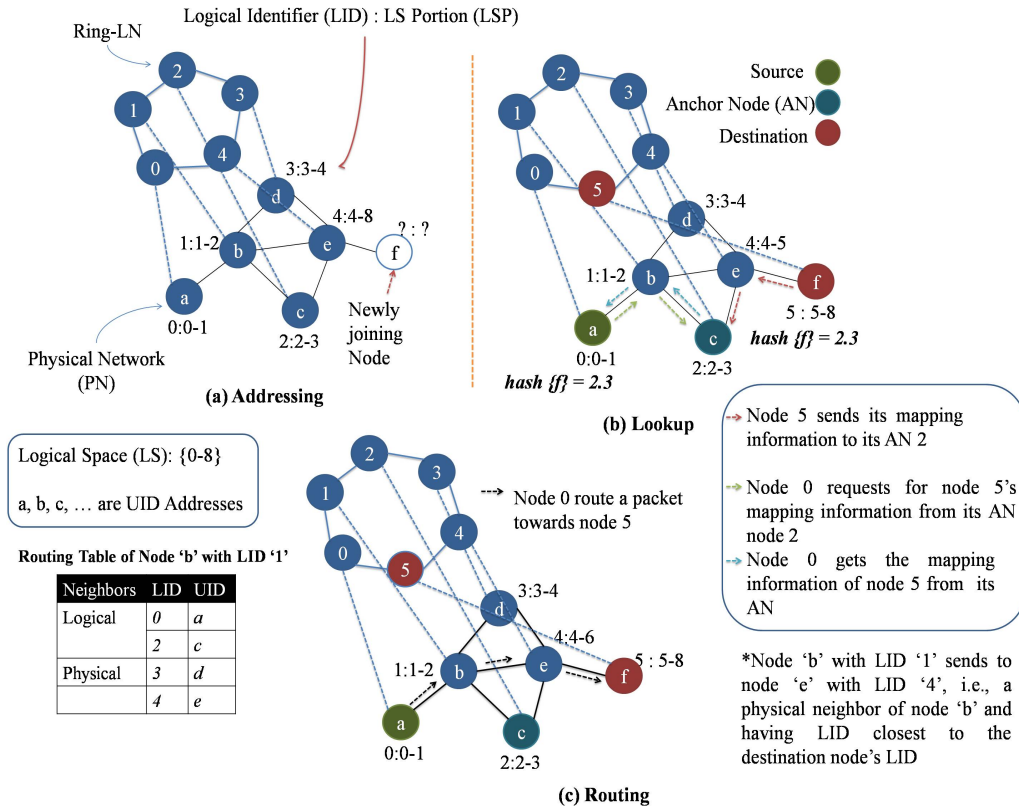 Logical Identifier (LID) : LS Portion (LSP)
Ring-LN
2
1
3
0
4
3:3-4
d
4:4-8
? : ?
1:1-2
b
e
f
a
c
0:0-1
2:2-3
Newly
joining
Node
Physical Network
(PN)
(a) Addressing
Source
Anchor Node (AN)
Destination
2
3
1
4
0
5
3:3-4
d
4:4-5
1:1-2
b
e
f
5 : 5-8
a
c
0:0-1
2:2-3
hash {f} = 2.3
hash {f} = 2.3
(b) Lookup
Node 5 sends its mapping
information to its AN 2
Node 0 requests for node 5's
mapping information from its AN
node 2
Node 0 gets the mapping
information of node 5 from its
AN
Logical Space (LS): {0-8}
a, b, c, … are UID Addresses
Routing Table of Node ‘b’ with LID ‘1’
Neighbors LID UID
Logical 0 a
2 c
Physical 3 d
4 e
2
3
1
4
0
5
Node 0 route a packet
towards node 5
3:3-4
d
4:4-6
1:1-2
b
e
5 : 5-8
f
a
c
0:0-1
2:2-3
(c) Routing
*Node ‘b’ with LID ‘1’ sends to
node ‘e’ with LID ‘4’, i.e., a
physical neighbor of node ‘b’ and
having LID closest to the
destination node’s LID